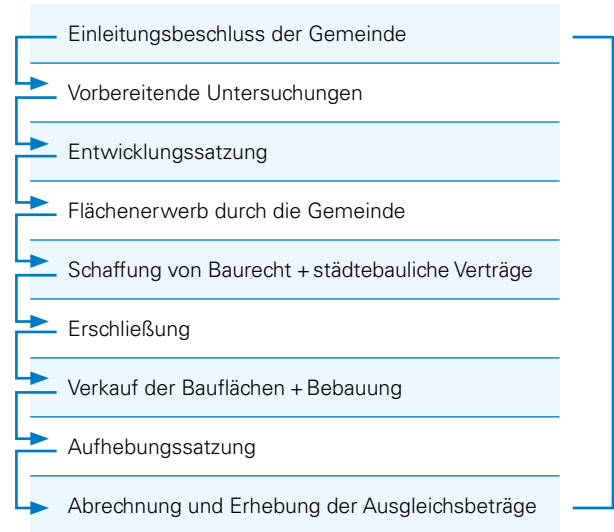 Einleitungsbeschluss der Gemeinde
Vorbereitende Untersuchungen
Entwicklungssatzung
Flächenerwerb durch die Gemeinde
Schaffung von Baurecht + städtebauliche Verträge
Erschließung
Verkauf der Bauflächen + Bebauung
Aufhebungssatzung
Abrechnung und Erhebung der Ausgleichsbeträge